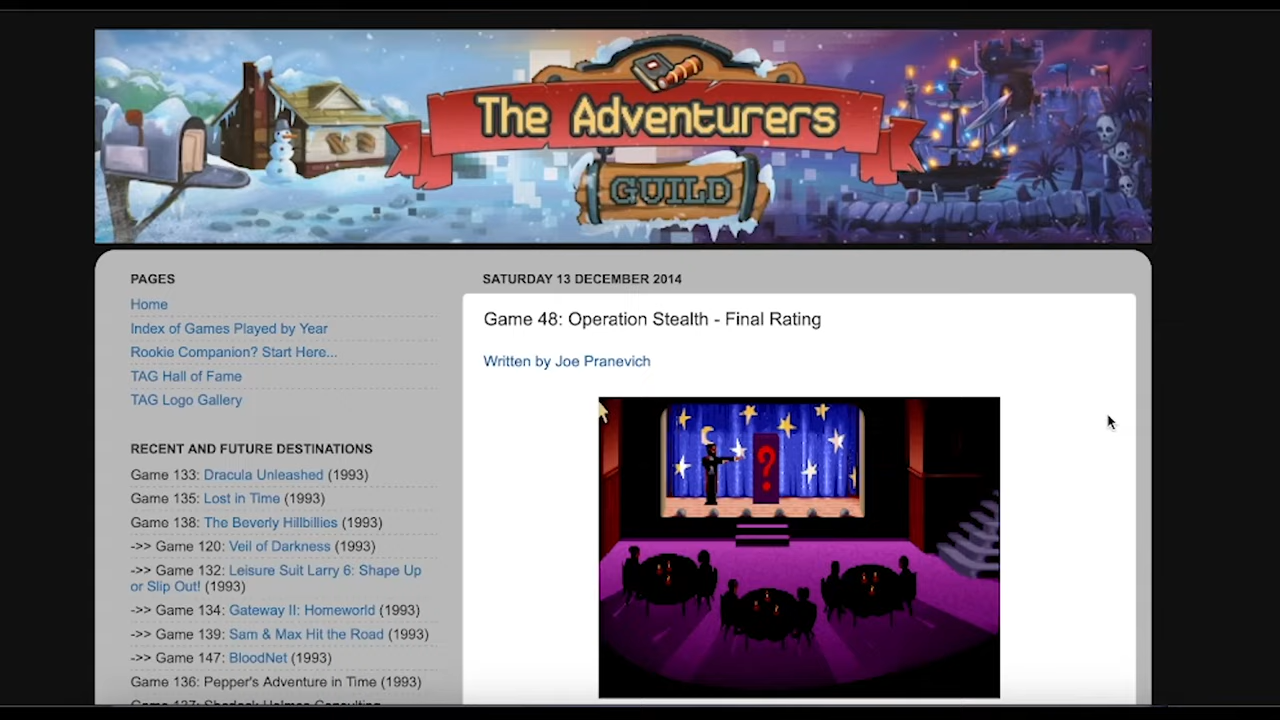 The Adventurers
GUILD
PAGES
Home
Index of Games Played by Year
Rookie Companion? Start Here...
TAG Hall of Fame
TAG Logo Gallery
RECENT AND FUTURE DESTINATIONS
Game 133: Dracula Unleashed (1993)
Game 135: Lost in Time (1993)
Game 138: The Beverly Hillbillies (1993)
->> Game 120: Veil of Darkness (1993)
->> Game 132: Leisure Suit Larry 6: Shape Up
or Slip Out! (1993)
->> Game 134: Gateway II: Homeworld (1993)
->> Game 139: Sam & Max Hit the Road (1993)
->> Game 147: BloodNet (1993)
Game 136: Pepper's Adventure in Time (1993)
Game 137: Sherlock Holmes Consulting
SATURDAY 13 DECEMBER 2014
Game 48: Operation Stealth - Final Rating
Written by Joe Pranevich
?